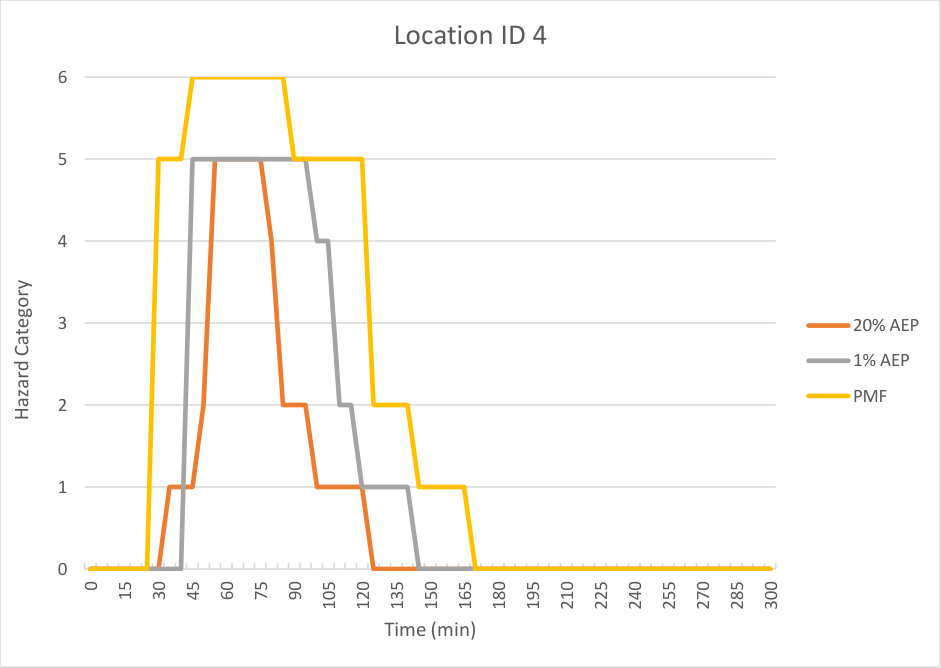 Location ID 4
Hazard Category
6
5
4
3
2
1
0
0 15 30 45 60 75 90 105 120 135 150 165 180 195 210 225 240 255 270 285 300
Time (min)
20% AEP
1% AEP
PMF